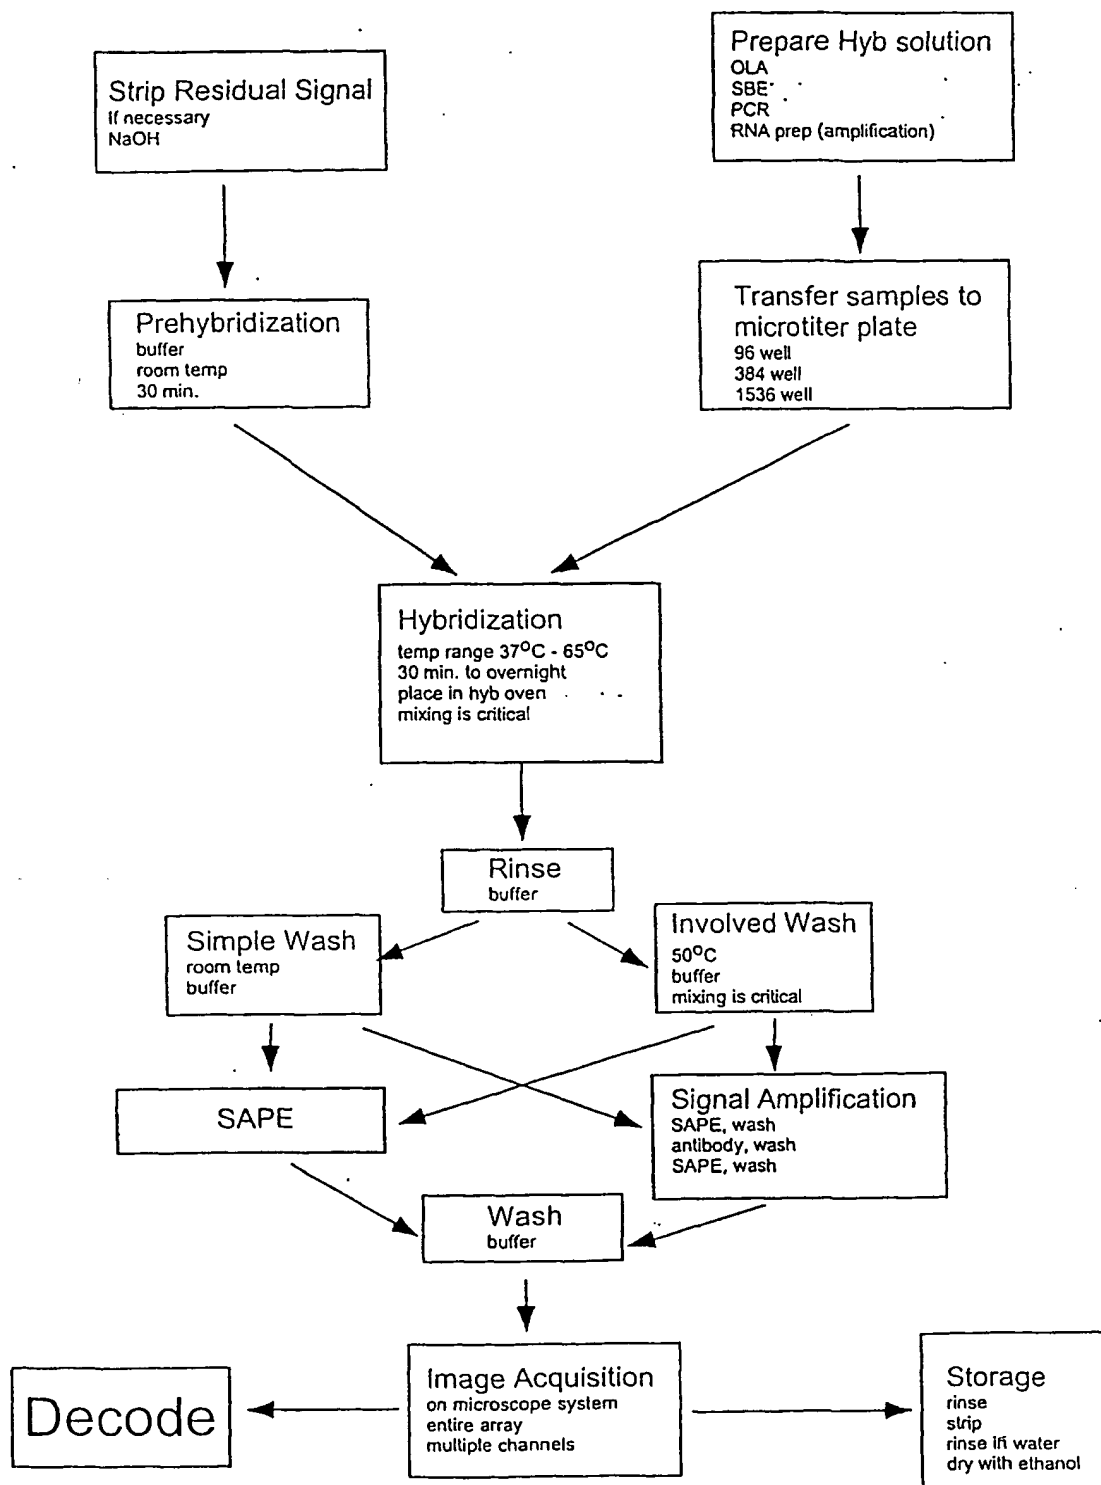 Strip Residual Signal
If necessary
NaOH
Prepare Hyb solution
OLA
SBE
PCR
RNA prep (amplification)
Prehybridization
buffer
room temp
30 min.
Transfer samples to
microtiter plate
96 well
384 well
1536 well
Hybridization
temp range 37°C - 65°C
30 min. to overnight
place in hyb oven
mixing is critical
Rinse
buffer
Simple Wash
room temp
buffer
Involved Wash
50°C
buffer
mixing is critical
SAPE
Signal Amplification
SAPE, wash
antibody, wash
SAPE, wash
Wash
buffer
Decode
Image Acquisition
on microscope system
entire array
multiple channels
Storage
rinse
strip
rinse in water
dry with ethanol